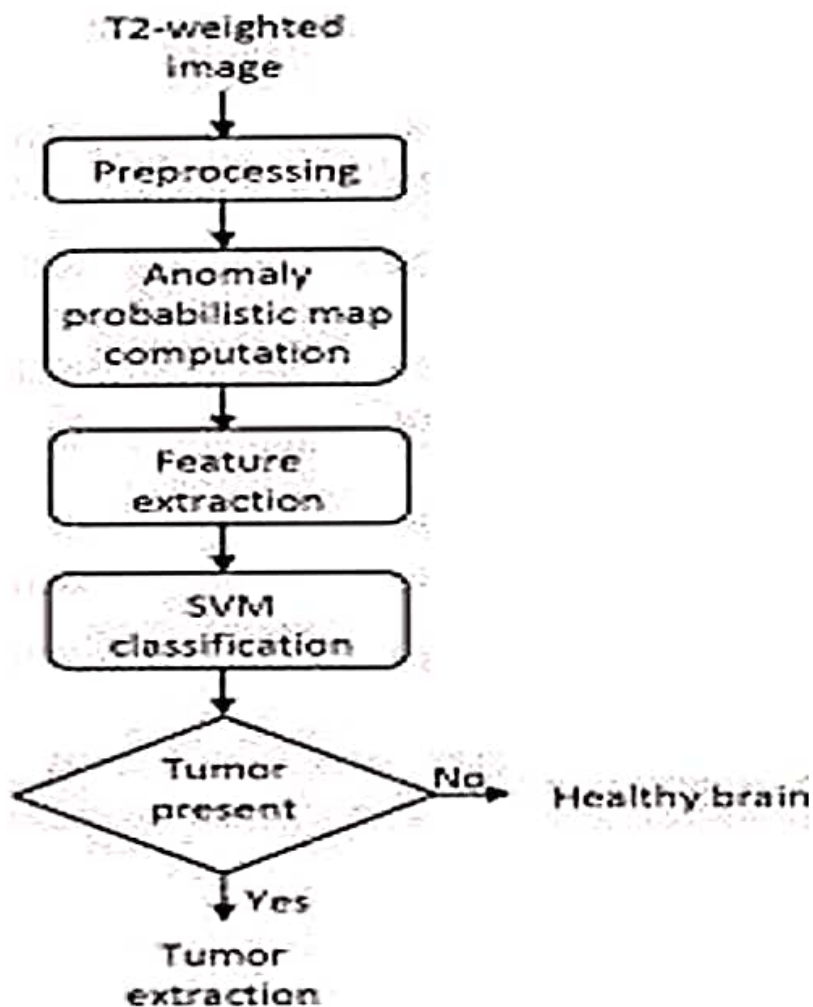 T2-weighted
image
Preprocessing
Anomaly
probabilistic map
computation
Feature
extraction
SVM
classification
Tumor
present
No
Healthy brain
Yes
Tumor
extraction